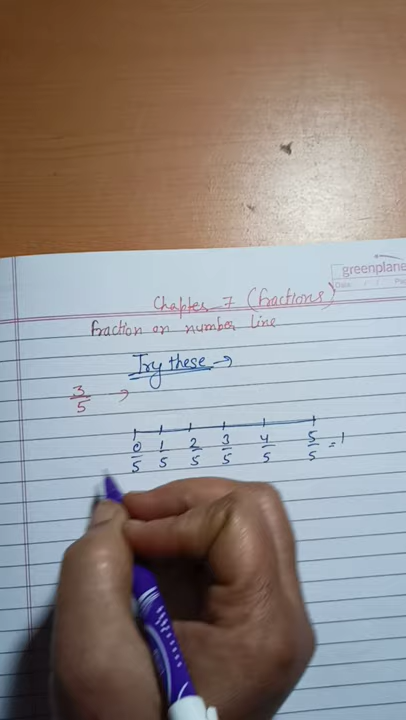 greenplane
Date:
Chapter 7 (fractions)
fraction on number line
Try these →
3/5 →
0/5 1/5 2/5 3/5 4/5 5/5 = 1